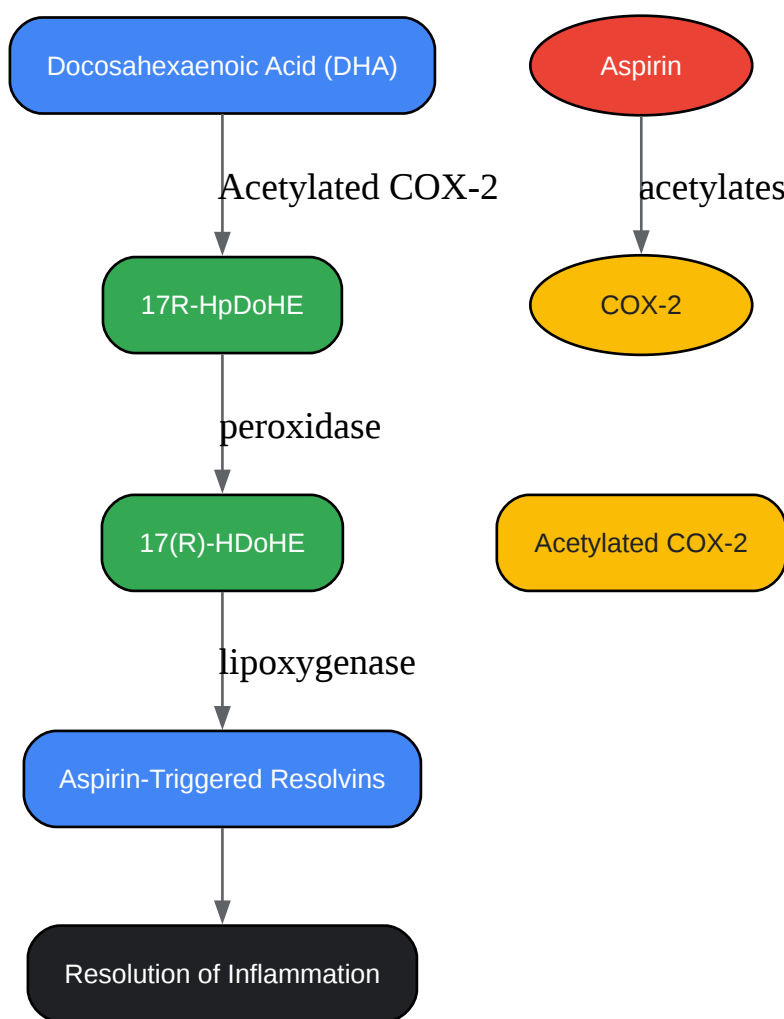 Docosahexaenoic Acid (DHA)
Aspirin
Acetylated COX-2
acetylates
17R-HpDoHE
COX-2
peroxidase
17(R)-HDoHE
Acetylated COX-2
lipoxygenase
Aspirin-Triggered Resolvins
Resolution of Inflammation